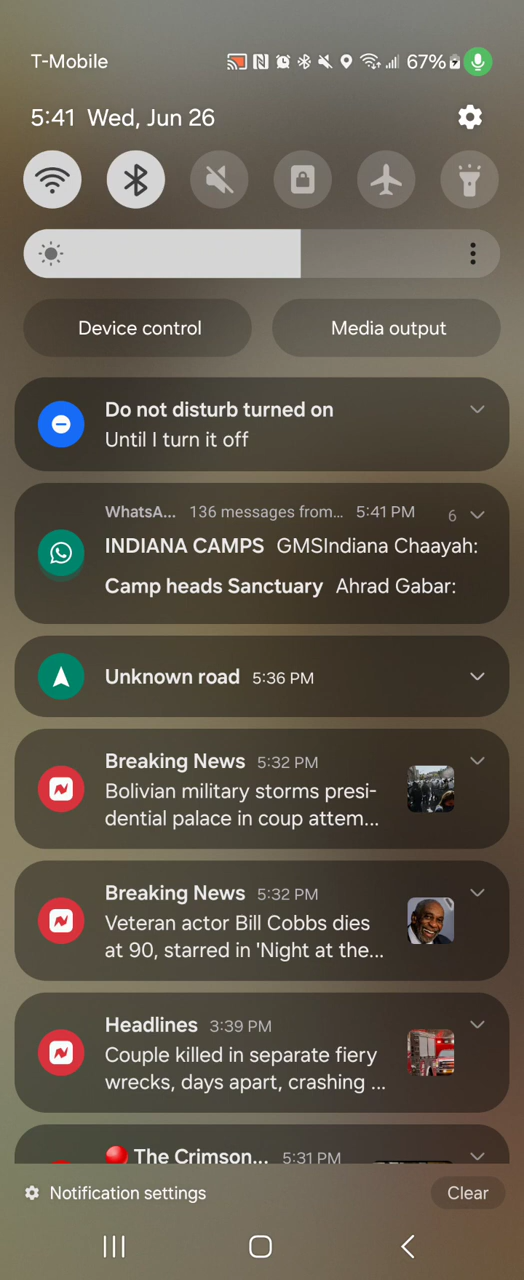 T-Mobile 67%
5:41 Wed, Jun 26
Device control Media output
Do not disturb turned on
Until I turn it off
WhatsA... 136 messages from... 5:41 PM 6
INDIANA CAMPS GMSIndiana Chaayah:
Camp heads Sanctuary Ahrad Gabar:
Unknown road 5:36 PM
Breaking News 5:32 PM
Bolivian military storms presi-
dential palace in coup attem...
Breaking News 5:32 PM
Veteran actor Bill Cobbs dies
at 90, starred in 'Night at the...
Headlines 3:39 PM
Couple killed in separate fiery
wrecks, days apart, crashing ...
The Crimson... 5:31 PM
Notification settings Clear